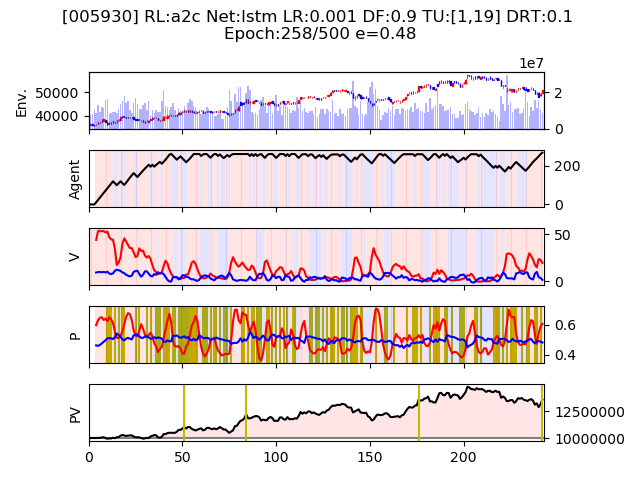 [005930] RL:a2c Net:lstm LR:0.001 DF:0.9 TU:[1,19] DRT:0.1
Epoch:258/500 e=0.48
1e7
Env.
50000
40000
2
0
Agent
200
0
V
50
0
P
0.6
0.4
PV
12500000
10000000
0 50 100 150 200